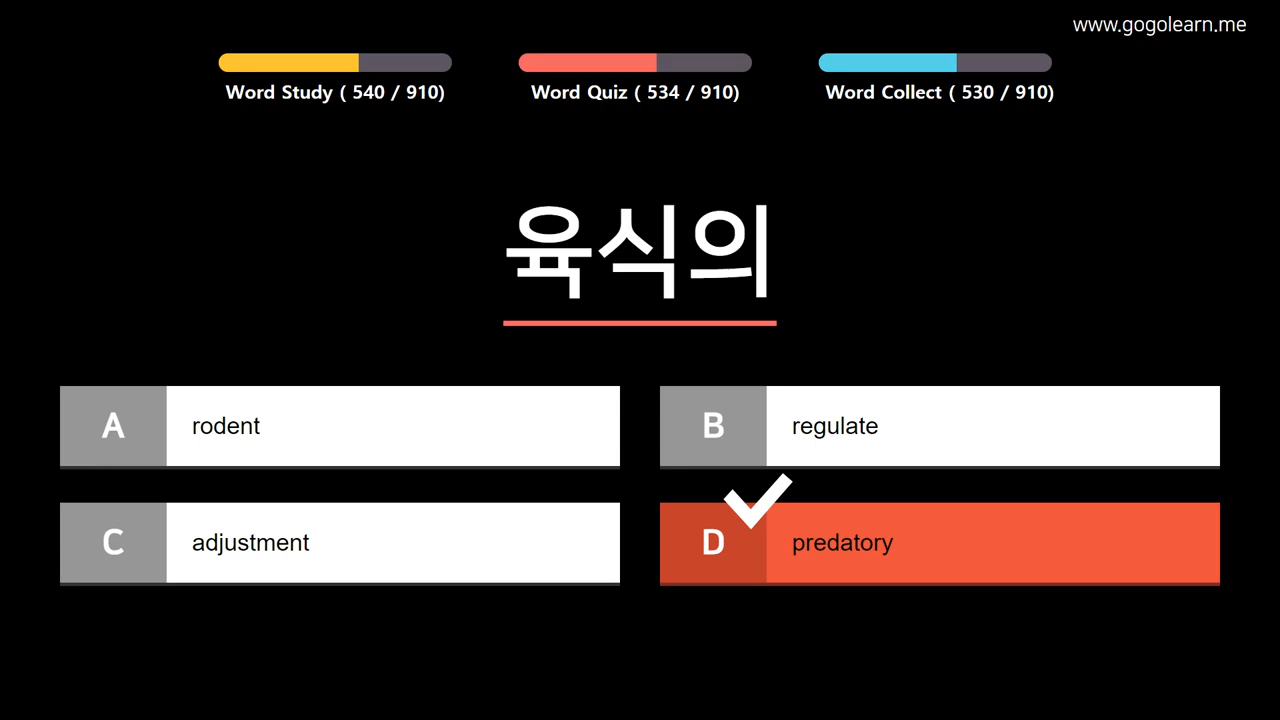 www.gogolearn.me
Word Study ( 540 / 910)
Word Quiz ( 534 / 910)
Word Collect ( 530 / 910)
육식의
A rodent
B regulate
C adjustment
D predatory